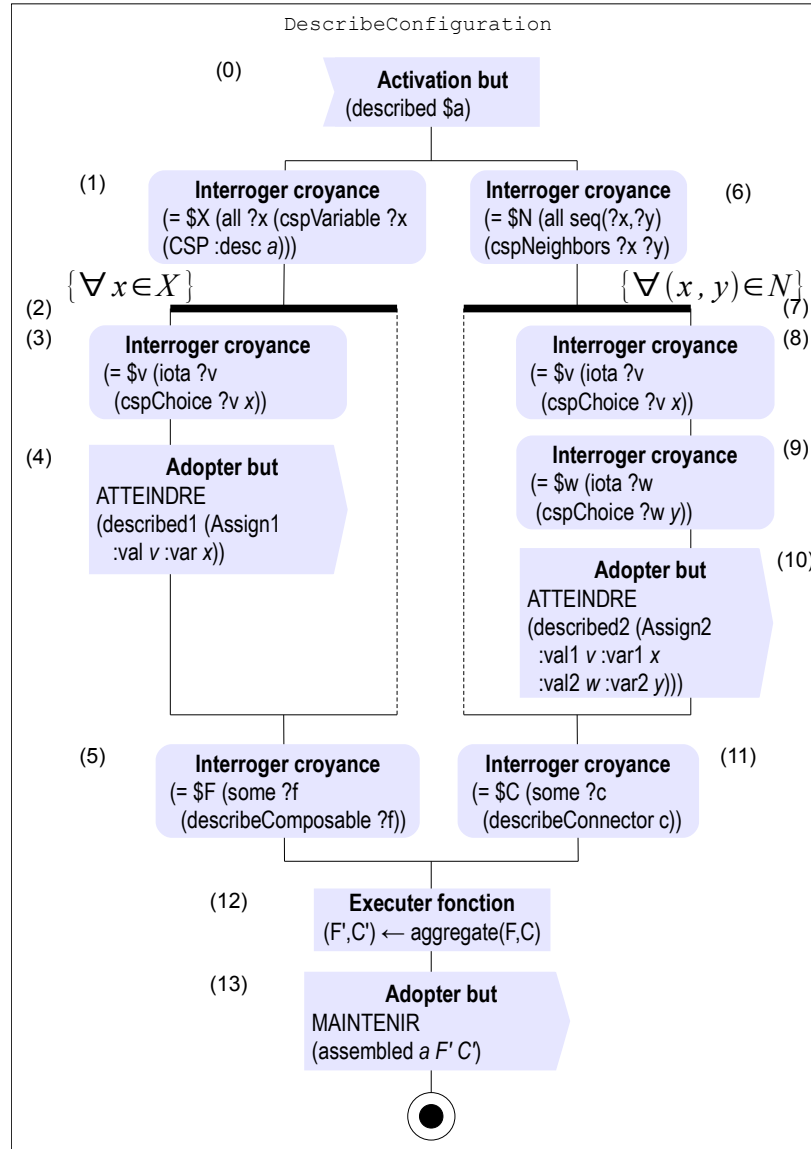 DescribeConfiguration
(0)
Activation but
(described $a)
(1)
Interroger croyance
(= $X (all ?x (cspVariable ?x
(CSP :desc a)))
Interroger croyance
(= $N (all seq(?x,?y)
(cspNeighbors ?x ?y)
(6)
{∀ x∈X}
{∀(x, y)∈N}
(2)
(7)
(3)
Interroger croyance
(= $v (iota ?v
(cspChoice ?v x))
Interroger croyance
(= $v (iota ?v
(cspChoice ?v x))
(8)
(4)
Adopter but
ATTEINDRE
(described1 (Assign1
:val v :var x))
Interroger croyance
(= $w (iota ?w
(cspChoice ?w y))
(9)
Adopter but
ATTEINDRE
(described2 (Assign2
:val1 v :var1 x
:val2 w :var2 y)))
(10)
(5)
Interroger croyance
(= $F (some ?f
(describeComposable ?f))
Interroger croyance
(= $C (some ?c
(describeConnector c))
(11)
(12)
Executer fonction
(F',C') ← aggregate(F,C)
(13)
Adopter but
MAINTENIR
(assembled a F' C')